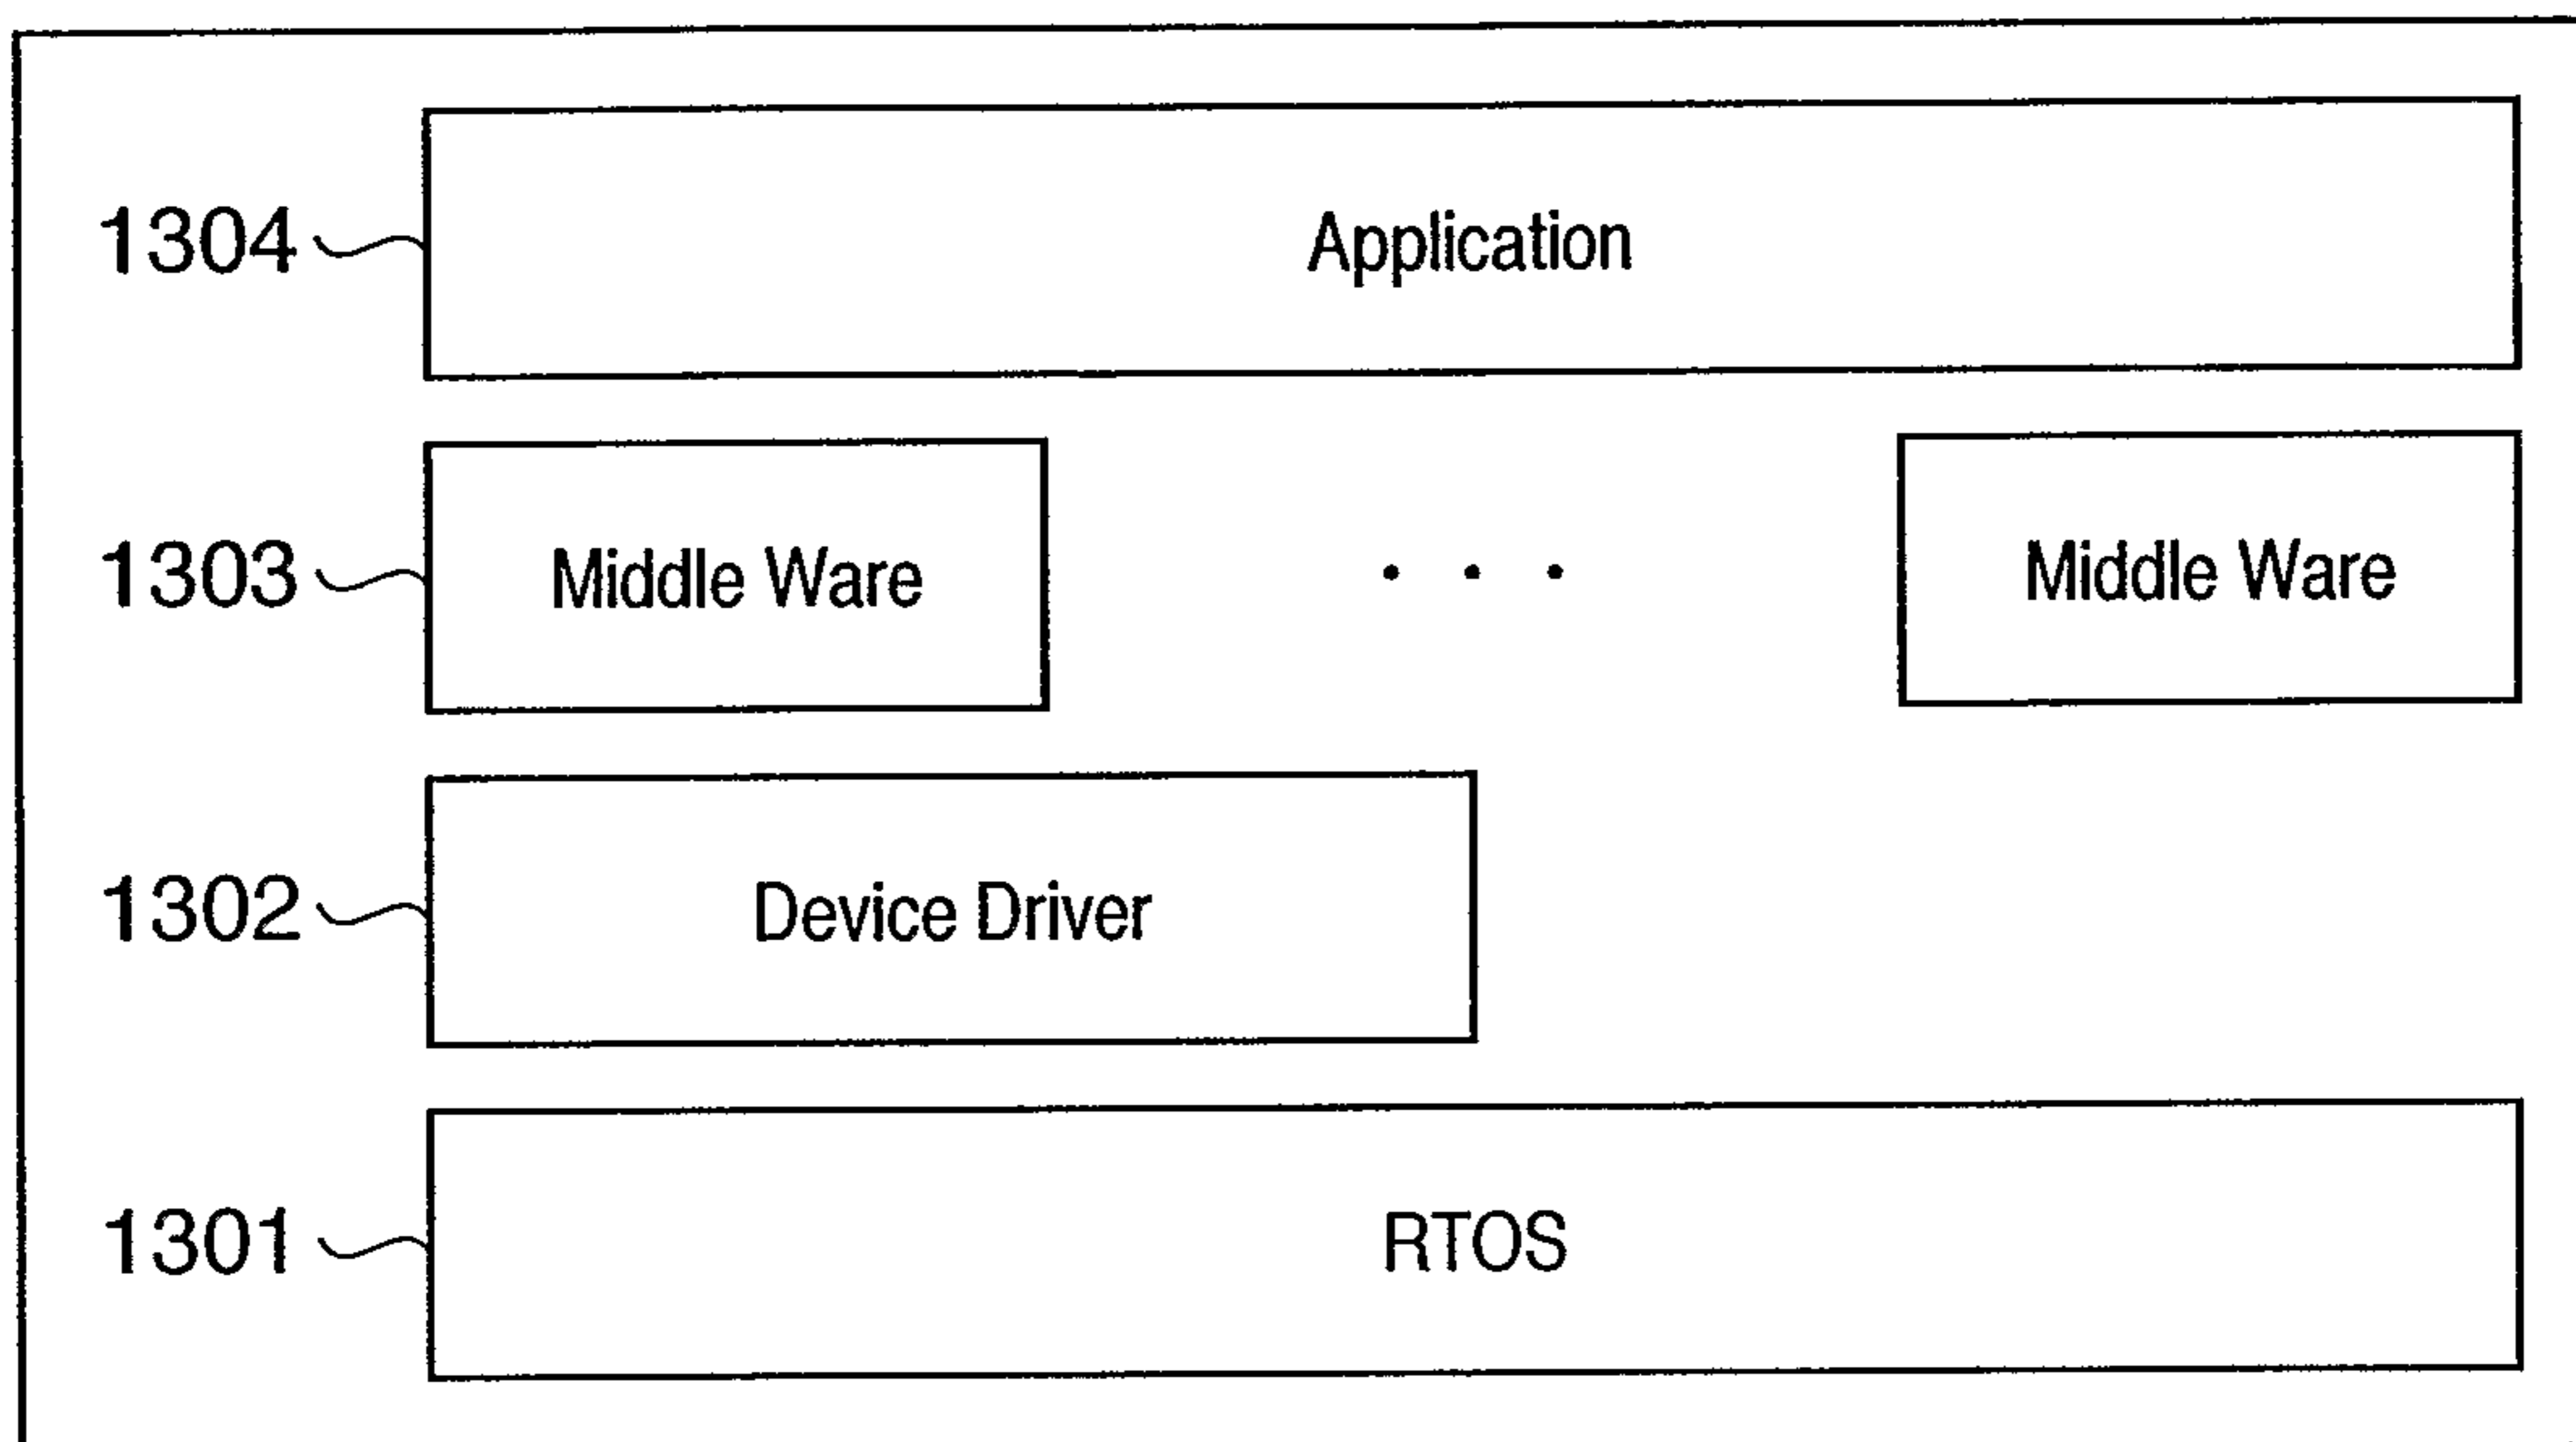 1304 Application
1303 Middle Ware . . . Middle Ware
1302 Device Driver
1301 RTOS